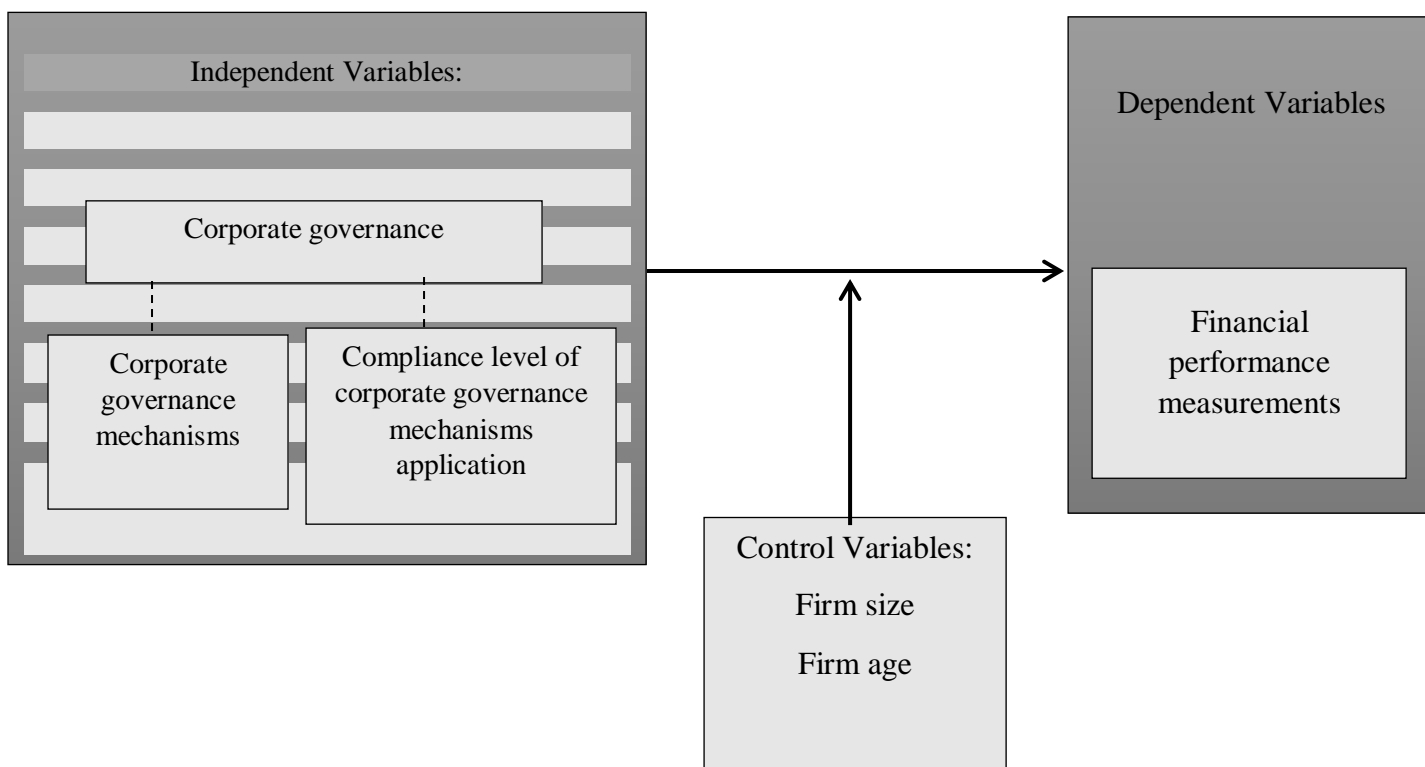 Independent Variables:
Corporate governance
Corporate
governance
mechanisms
Compliance level of
corporate governance
mechanisms
application
Control Variables:
Firm size
Firm age
Dependent Variables
Financial
performance
measurements